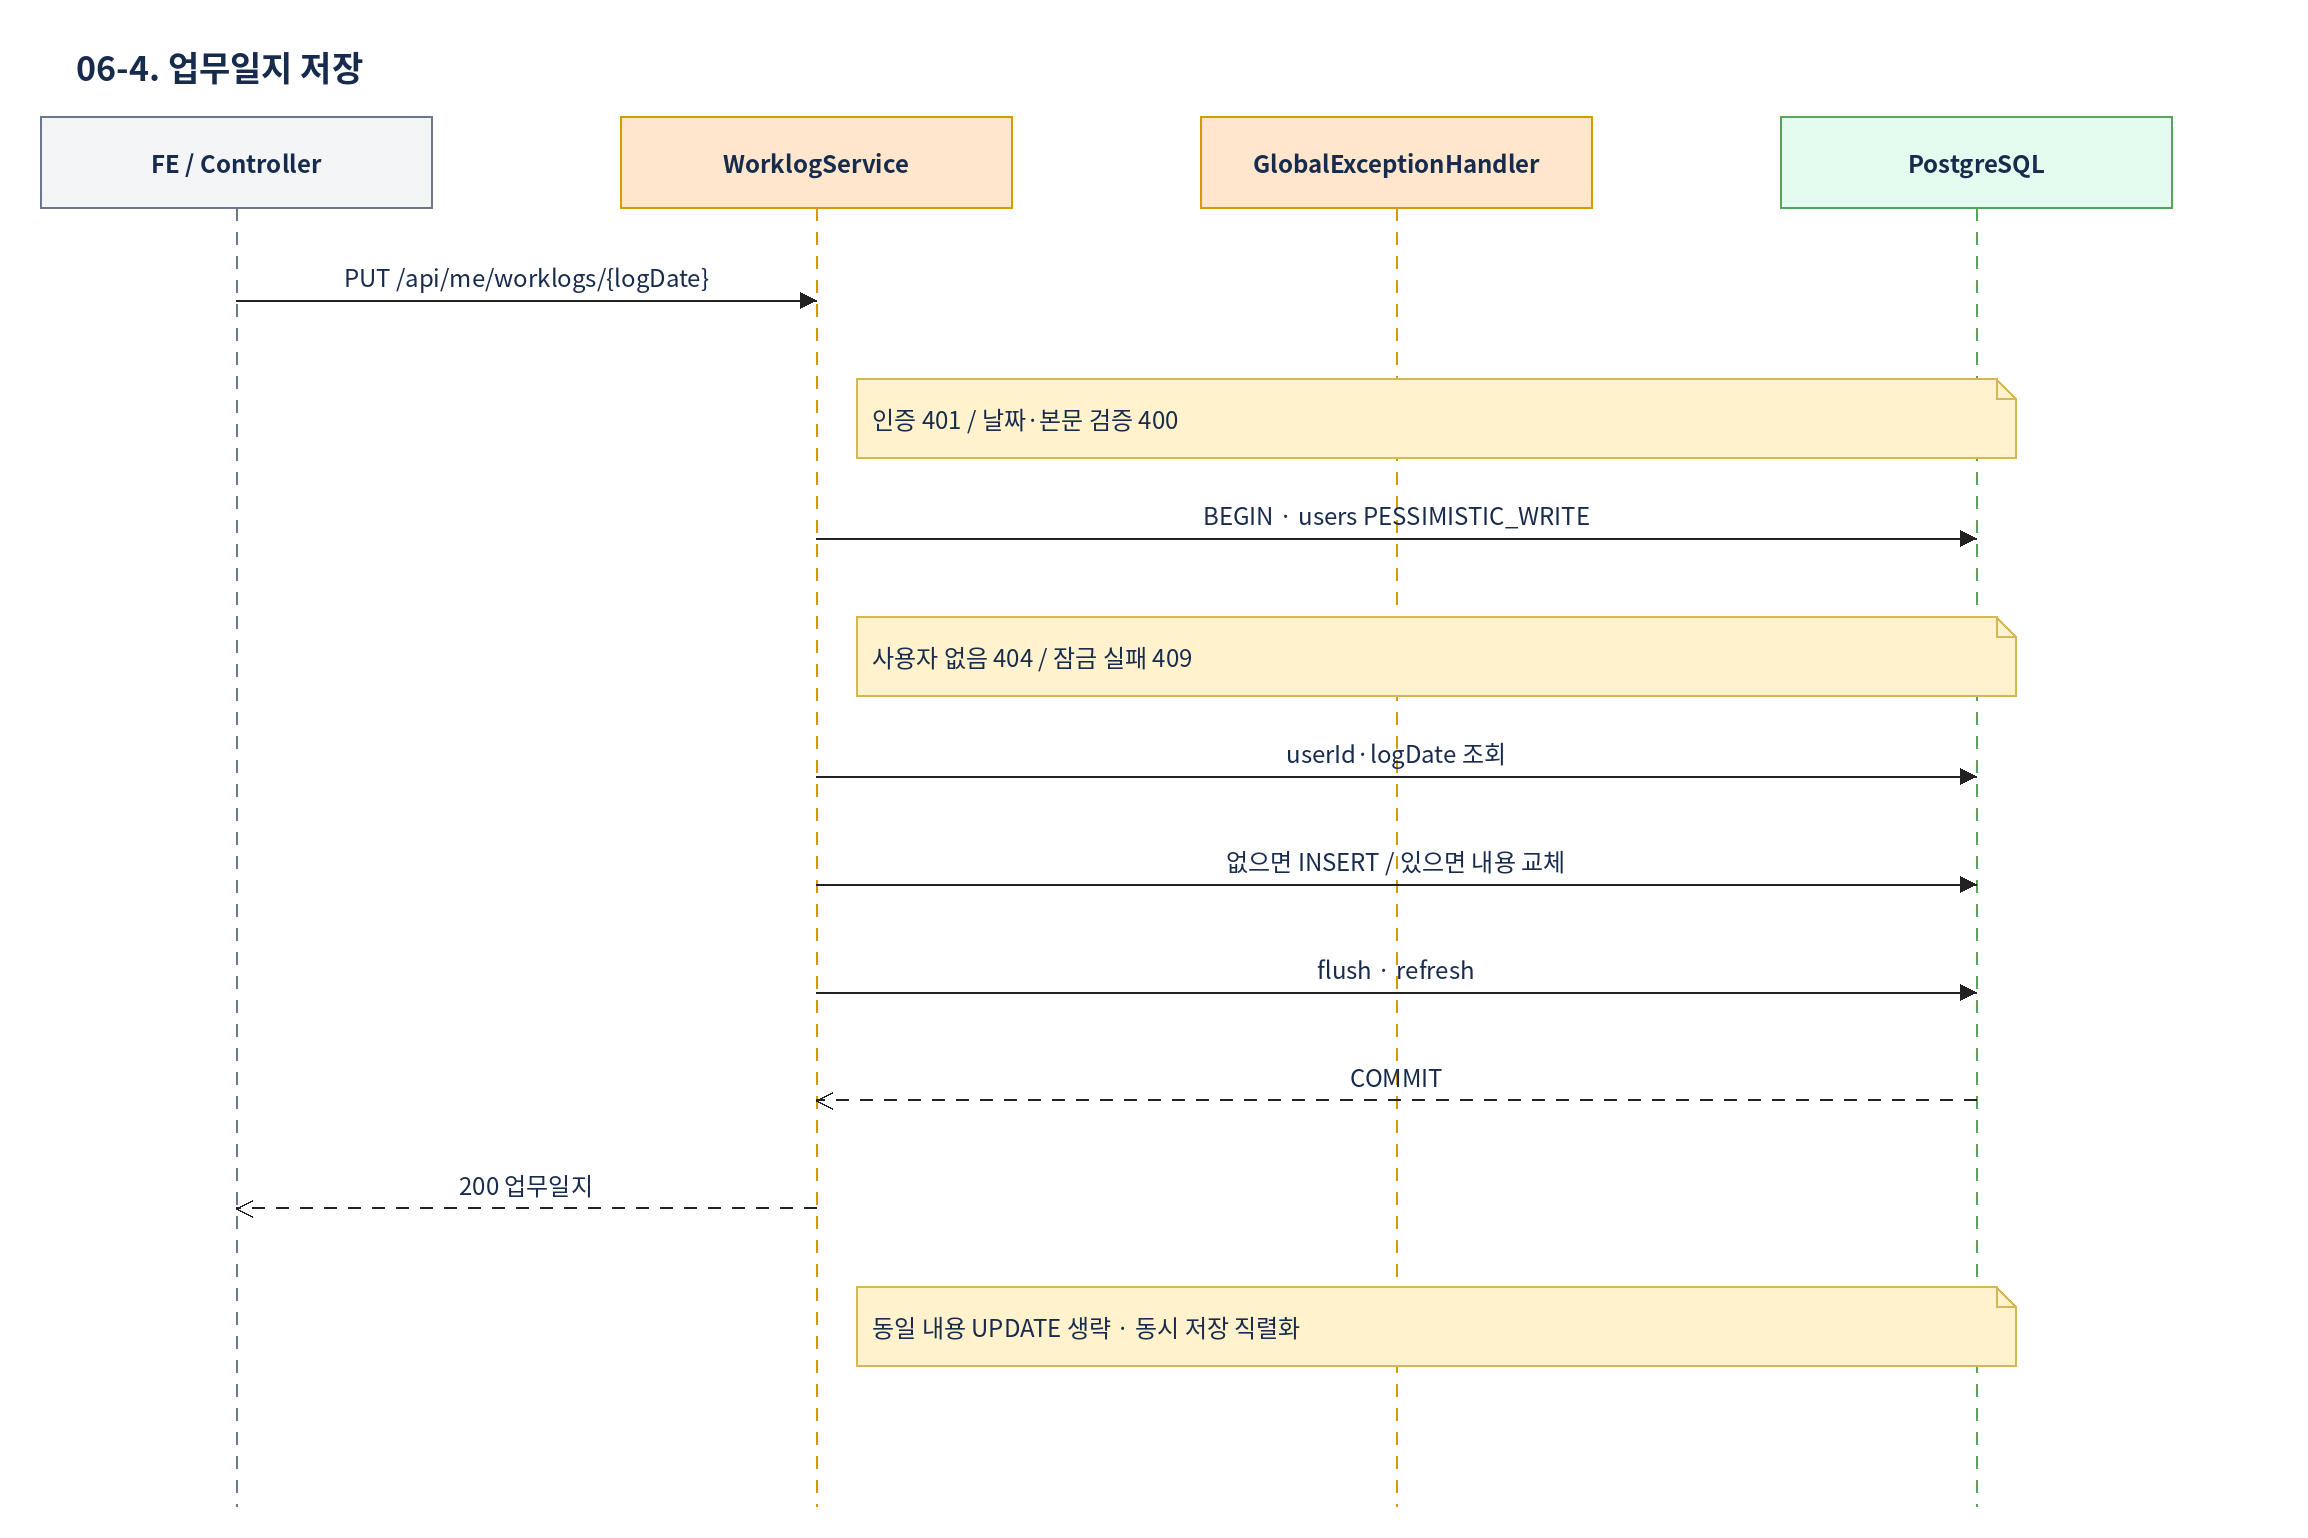 06-4. 업무일지 저장
FE / Controller
WorklogService
GlobalExceptionHandler
PostgreSQL
PUT /api/me/worklogs/{logDate}
인증 401 / 날짜·본문 검증 400
BEGIN · users PESSIMISTIC_WRITE
사용자 없음 404 / 잠금 실패 409
userId·logDate 조회
없으면 INSERT / 있으면 내용 교체
flush · refresh
COMMIT
200 업무일지
동일 내용 UPDATE 생략 · 동시 저장 직렬화